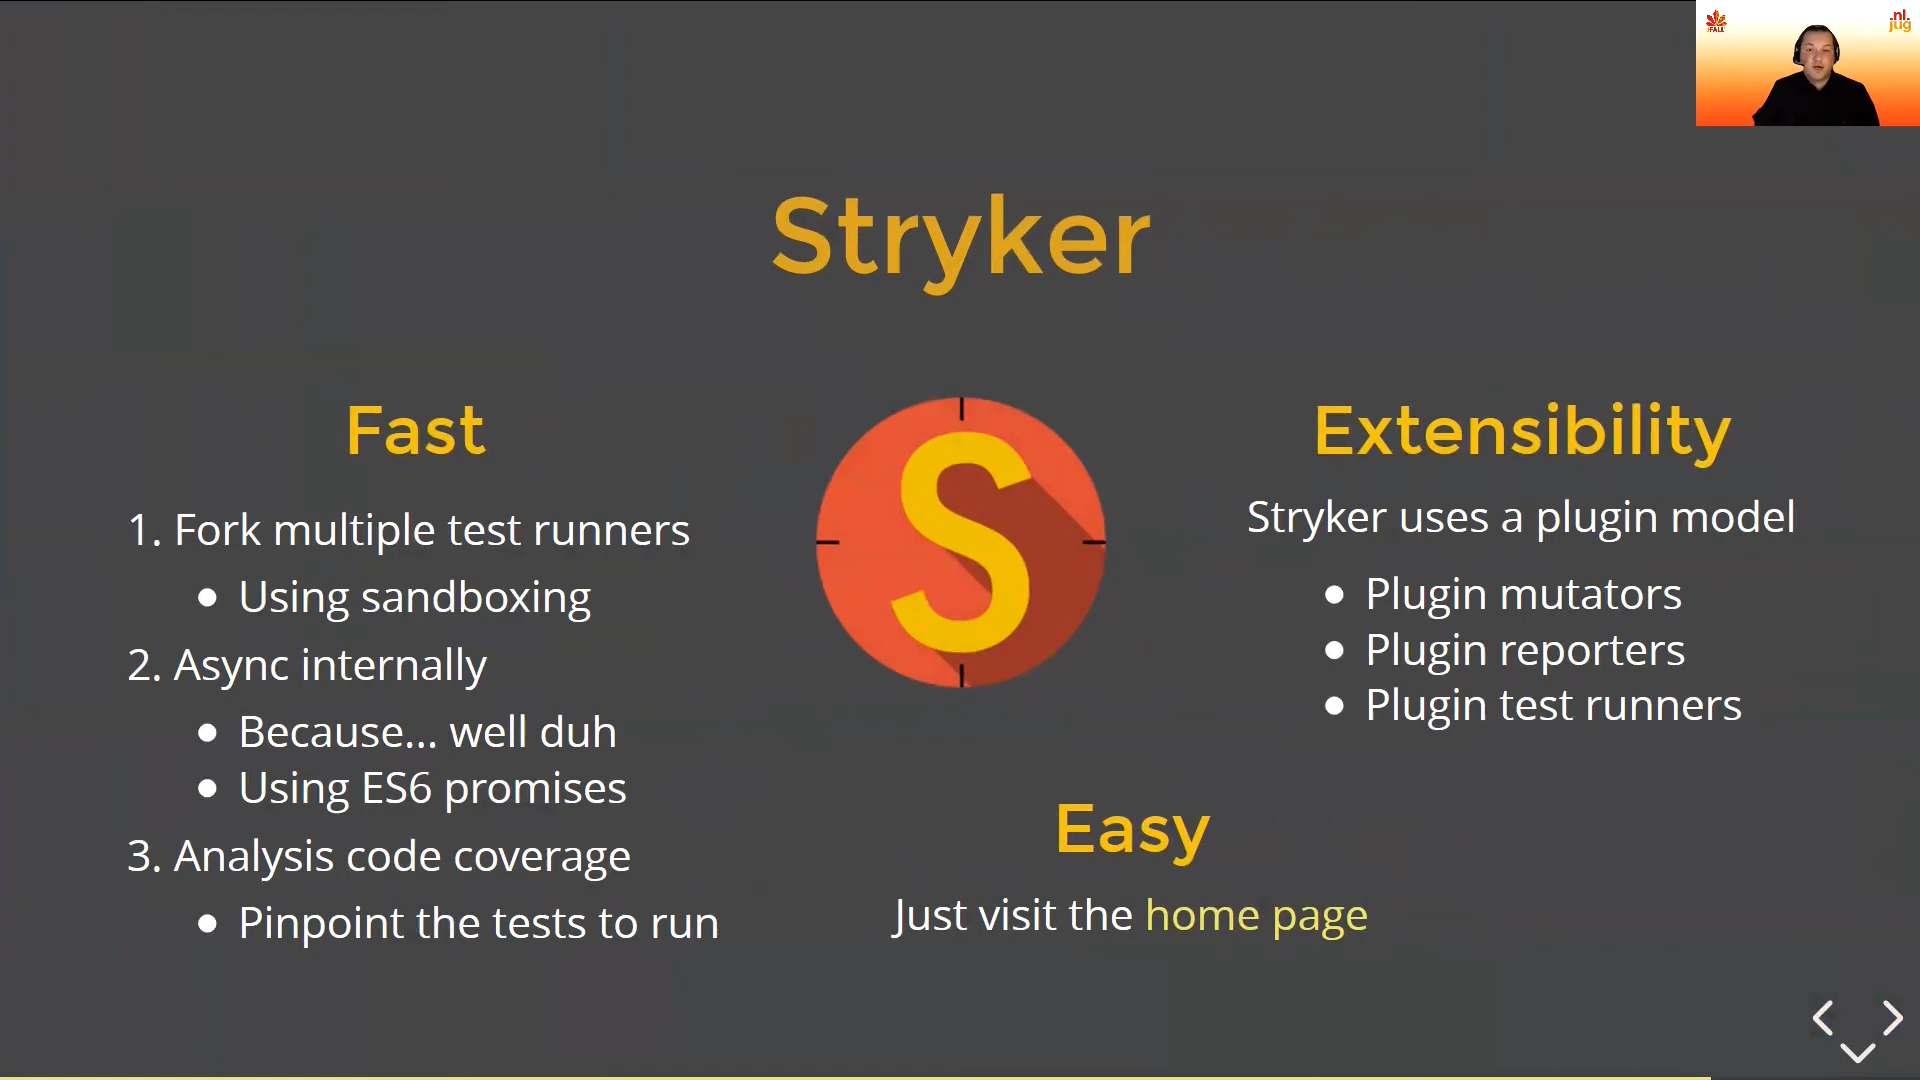 FALL
.nl
jug
Stryker
Fast
1. Fork multiple test runners
● Using sandboxing
2. Async internally
● Because... well duh
● Using ES6 promises
3. Analysis code coverage
● Pinpoint the tests to run
S
Extensibility
Stryker uses a plugin model
● Plugin mutators
● Plugin reporters
● Plugin test runners
Easy
Just visit the home page